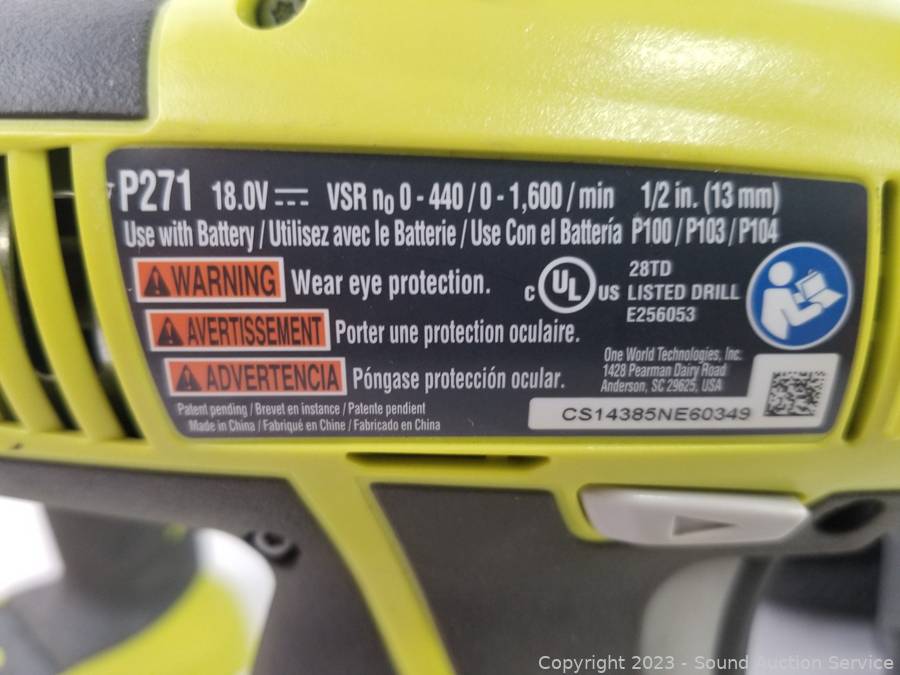 P271 18.0V VSR n0 0 - 440 / 0 - 1,600 / min 1/2 in. (13 mm)
Use with Battery / Utilisez avec le Batterie / Use Con el Battería P100 / P103 / P104
WARNING Wear eye protection.
AVERTISSEMENT Porter une protection oculaire.
ADVERTENCIA Póngase protección ocular.
Patent pending / Brevet en instance / Patente pendient
Made in China / Fabriqué en Chine / Fabricado en China
C UL US
28TD
LISTED DRILL
E256053
One World Technologies, Inc.
1428 Pearman Dairy Road
Anderson, SC 29625, USA
CS14385NE60349
Copyright 2023 - Sound Auction Service